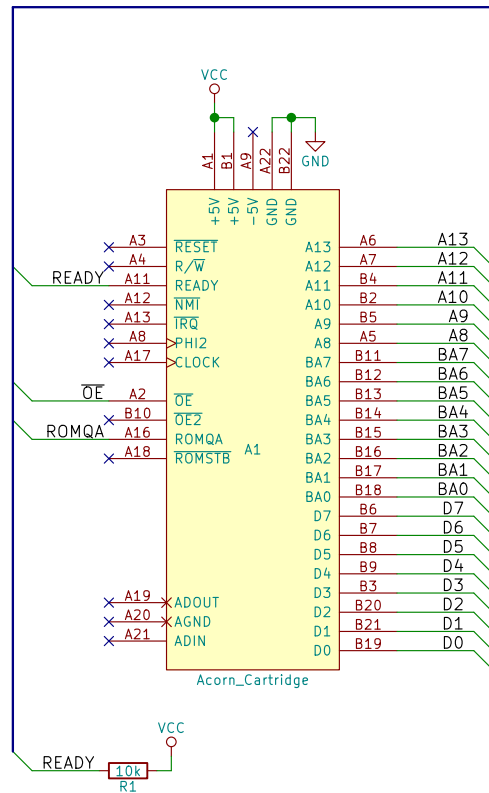 VCC
A1
B1
A9
A22
B22
GND
+5V
+5V
-5V
GND
GND
A3 RESET A13 A6 A13
A4 R/W A12 A7 A12
READY A11 READY A11 B4 A11
A12 NMI A10 B2 A10
A13 IRQ A9 B5 A9
A8 PHI2 A8 A5 A8
A17 CLOCK BA7 B11 BA7
BA6 B12 BA6
OE A2 OE BA5 B13 BA5
B10 OE2 BA4 B14 BA4
ROMQA A16 ROMQA BA3 B15 BA3
A1
A18 ROMSTB BA2 B16 BA2
BA1 B17 BA1
BA0 B18 BA0
D7 B6 D7
D6 B7 D6
D5 B8 D5
D4 B9 D4
D3 B3 D3
A19 ADOUT D2 B20 D2
A20 AGND D1 B21 D1
A21 ADIN D0 B19 D0
Acorn_Cartridge
VCC
READY 10k
R1